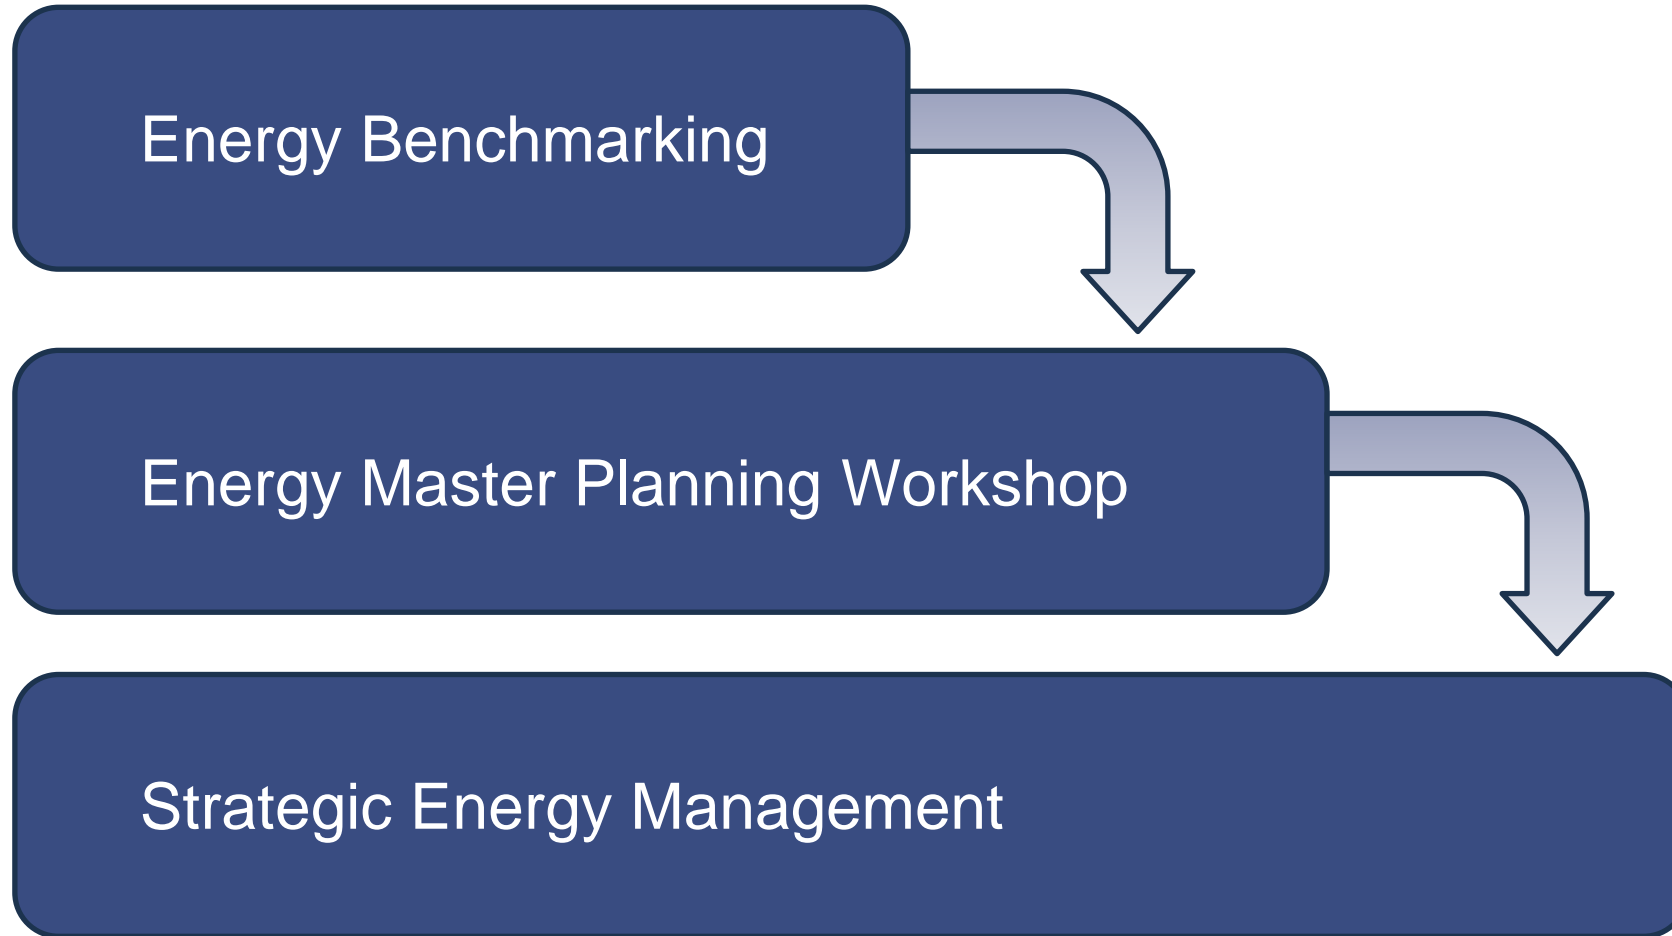 Energy Benchmarking
Energy Master Planning Workshop
Strategic Energy Management